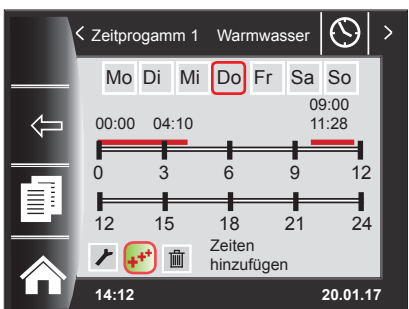 < Zeitprogamm 1 Warmwasser >
Mo Di Mi Do Fr Sa So
09:00
00:00 04:10 11:28
0 3 6 9 12
12 15 18 21 24
Zeiten
hinzufügen
14:12 20.01.17